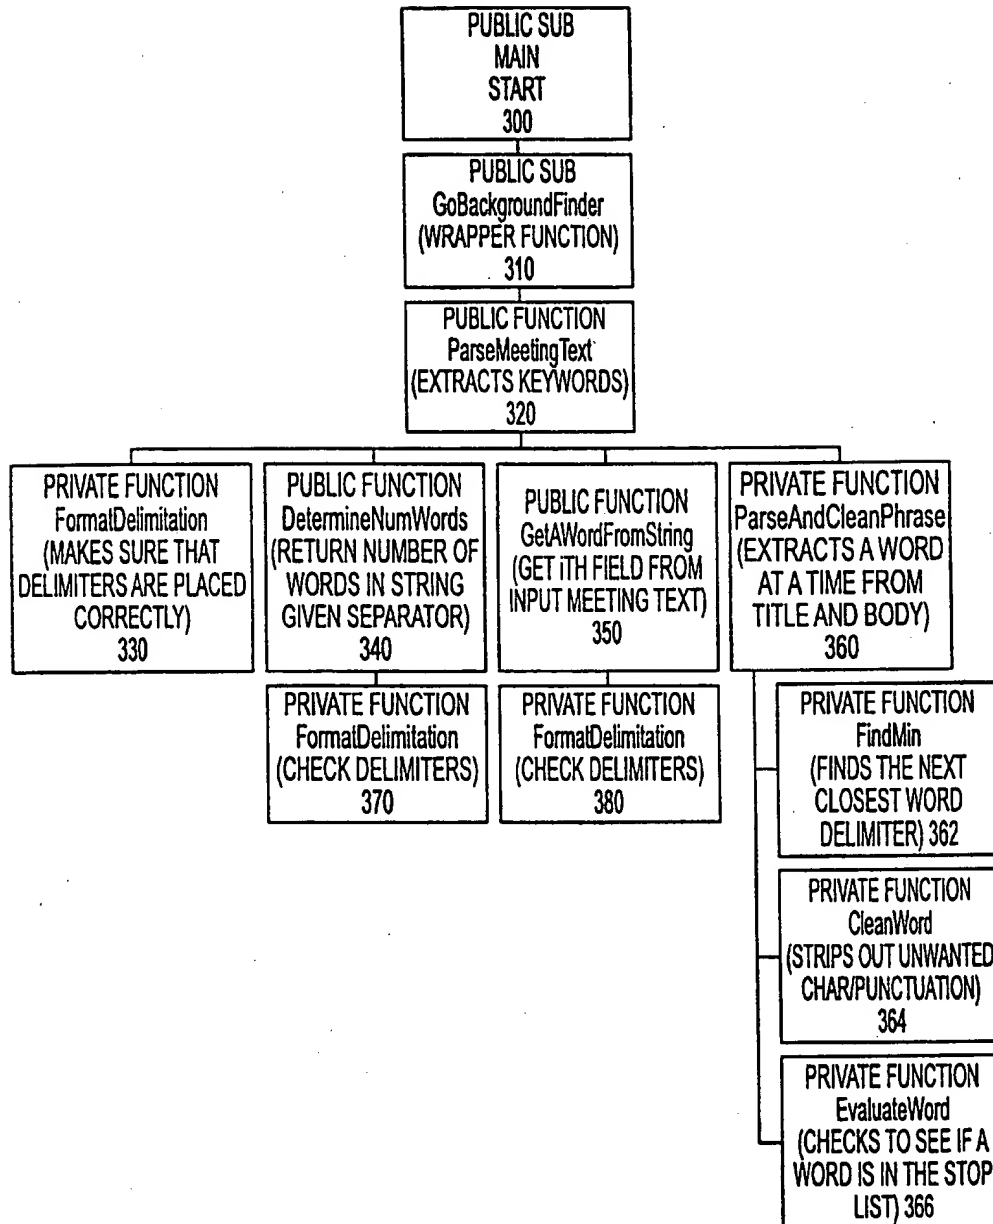 PUBLIC SUB
MAIN
START
300
PUBLIC SUB
GoBackgroundFinder
(WRAPPER FUNCTION)
310
PUBLIC FUNCTION
ParseMeetingText
(EXTRACTS KEYWORDS)
320
PRIVATE FUNCTION
FormatDelimitation
(MAKES SURE THAT
DELIMITERS ARE PLACED
CORRECTLY)
330
PUBLIC FUNCTION
DetermineNumWords
(RETURN NUMBER OF
WORDS IN STRING
GIVEN SEPARATOR)
340
PUBLIC FUNCTION
GetAWordFromString
(GET iTH FIELD FROM
INPUT MEETING TEXT)
350
PRIVATE FUNCTION
ParseAndCleanPhrase
(EXTRACTS A WORD
AT A TIME FROM
TITLE AND BODY)
360
PRIVATE FUNCTION
FormatDelimitation
(CHECK DELIMITERS)
370
PRIVATE FUNCTION
FormatDelimitation
(CHECK DELIMITERS)
380
PRIVATE FUNCTION
FindMin
(FINDS THE NEXT
CLOSEST WORD
DELIMITER) 362
PRIVATE FUNCTION
CleanWord
(STRIPS OUT UNWANTED
CHAR/PUNCTUATION)
364
PRIVATE FUNCTION
EvaluateWord
(CHECKS TO SEE IF A
WORD IS IN THE STOP
LIST) 366